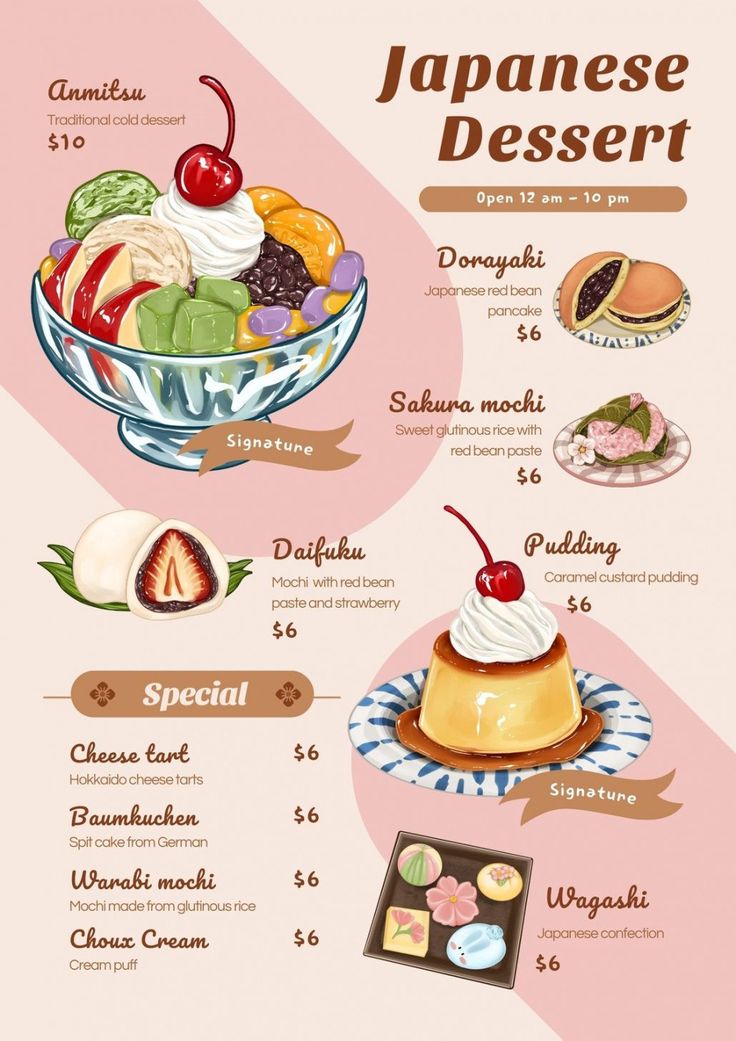 Japanese
Dessert
Open 12 am – 10 pm
Anmitsu
Traditional cold dessert
$10
Signature
Dorayaki
Japanese red bean
pancake
$6
Sakura mochi
Sweet glutinous rice with
red bean paste
$6
Daifuku
Mochi with red bean
paste and strawberry
$6
Pudding
Caramel custard pudding
$6
Signature
Special
Cheese tart $6
Hokkaido cheese tarts
Baumkuchen $6
Spit cake from German
Warabi mochi $6
Mochi made from glutinous rice
Choux Cream $6
Cream puff
Wagashi
Japanese confection
$6